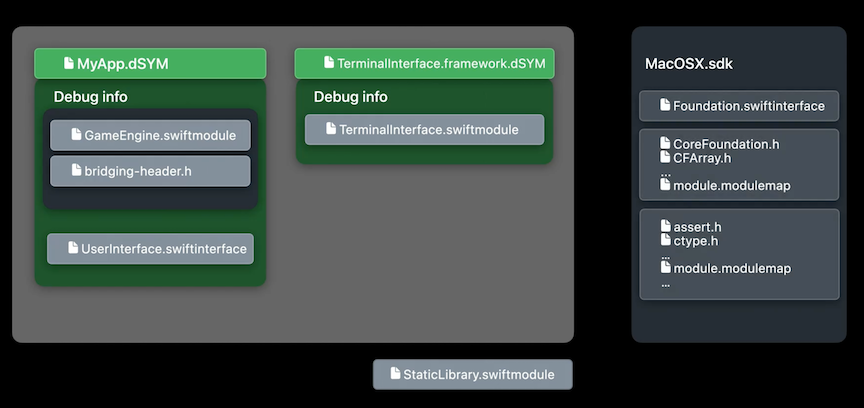 MyApp.dSYM
Debug info
GameEngine.swiftmodule
bridging-header.h
UserInterface.swiftinterface
TerminalInterface.framework.dSYM
Debug info
TerminalInterface.swiftmodule
StaticLibrary.swiftmodule
MacOSX.sdk
Foundation.swiftinterface
CoreFoundation.h
CFArray.h
...
module.modulemap
assert.h
ctype.h
...
module.modulemap
...